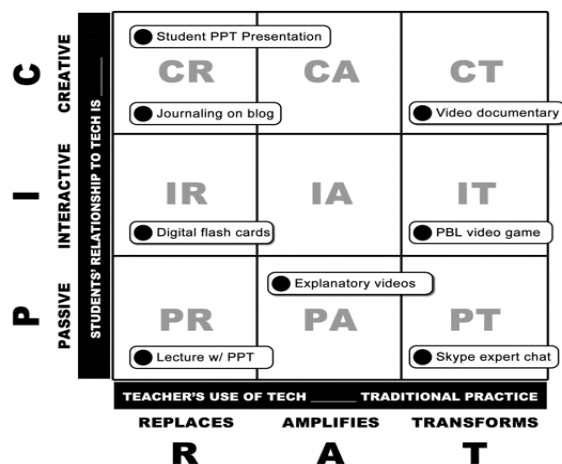 Student PPT Presentation
C
CREATIVE
STUDENTS' RELATIONSHIP TO TECH IS ______
CR
CA
CT
Journaling on blog
Video documentary
I
INTERACTIVE
IR
IA
IT
Digital flash cards
PBL video game
P
PASSIVE
Explanatory videos
PR
PA
PT
Lecture w/ PPT
Skype expert chat
TEACHER'S USE OF TECH ______ TRADITIONAL PRACTICE
REPLACES
AMPLIFIES
TRANSFORMS
R
A
T